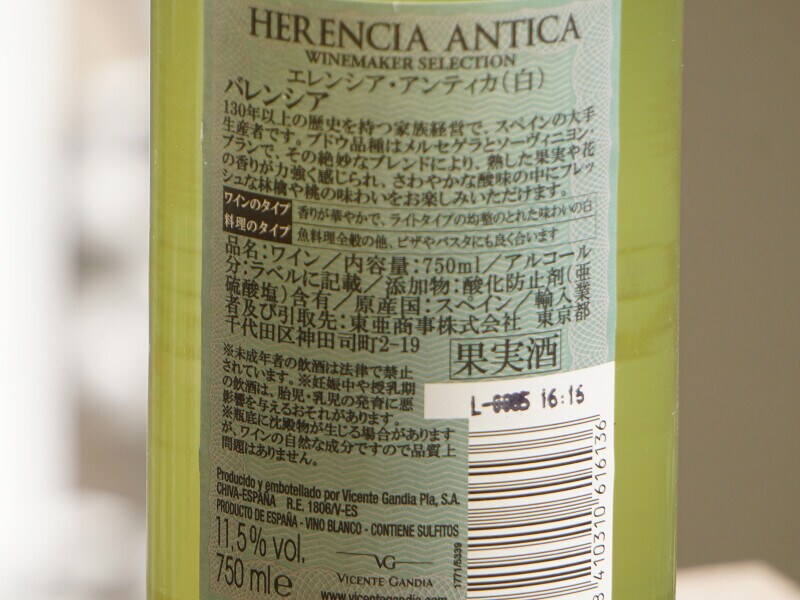 HERENCIA ANTICA
WINEMAKER SELECTION
エレンシア・アンティカ(白)
バレンシア
130年以上の歴史を持つ家族経営で、スペインの大手
生産者です。ブドウ品種はメルセゲラとソーヴィニヨン・
ブランで、その絶妙なブレンドにより、熟した果実や花
の香りが力強く感じられ、さわやかな酸味の中にフレッ
シュな林檎や桃の味わいをお楽しみいただけます。
ワインのタイプ 香りが華やかで、ライトタイプの均整のとれた味わいの白
料理のタイプ 魚料理全般の他、ピザやパスタにも良く合います
品名:ワイン/内容量:750ml/アルコール
分:ラベルに記載/添加物:酸化防止剤(亜
硫酸塩)含有/原産国:スペイン/輸入業
者及び引取先:東亜商事株式会社 東京都
千代田区神田司町2-19
果実酒
※未成年者の飲酒は法律で禁止
されています。※妊娠中や授乳期
の飲酒は、胎児・乳児の発育に悪
影響を与えるおそれがあります。
※瓶底に沈殿物が生じる場合があります
が、ワインの自然な成分ですので品質上
問題はありません。
L- 16:15
Producido y embotellado por Vicente Gandia Pla, S.A.
CHIVA-ESPAÑA R.E. 1806/V-ES
PRODUCTO DE ESPAÑA - VINO BLANCO - CONTIENE SULFITOS
11,5% vol.
750 ml e
VG
VICENTE GANDIA
www.vicentegandia.com
1771/5339
8 410310 616136